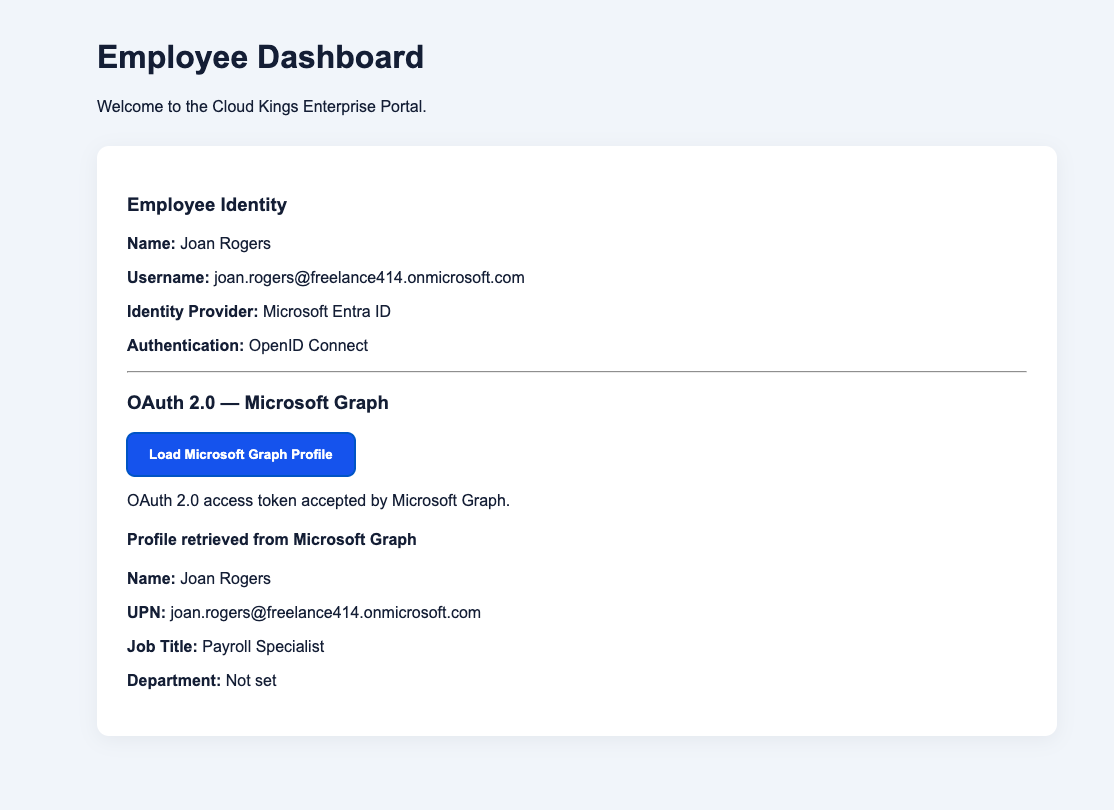 Employee Dashboard
Welcome to the Cloud Kings Enterprise Portal.
Employee Identity
Name: Joan Rogers
Username: joan.rogers@freelance414.onmicrosoft.com
Identity Provider: Microsoft Entra ID
Authentication: OpenID Connect
OAuth 2.0 — Microsoft Graph
Load Microsoft Graph Profile
OAuth 2.0 access token accepted by Microsoft Graph.
Profile retrieved from Microsoft Graph
Name: Joan Rogers
UPN: joan.rogers@freelance414.onmicrosoft.com
Job Title: Payroll Specialist
Department: Not set